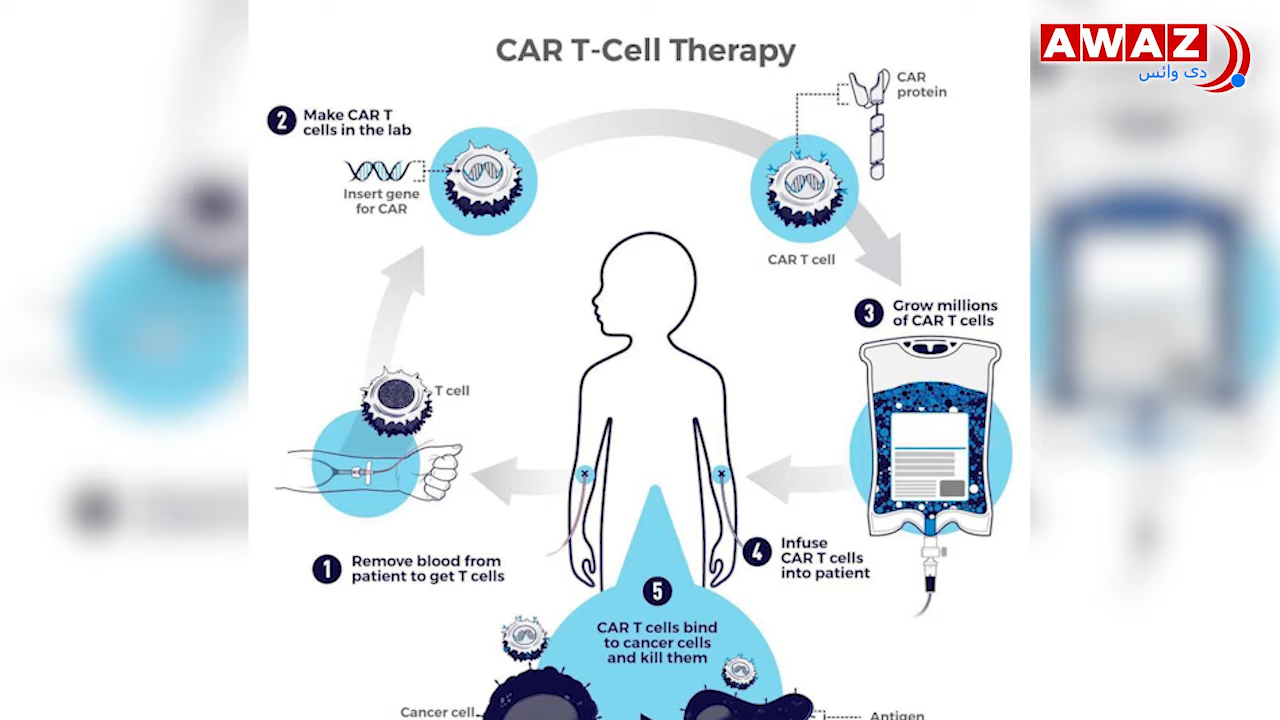 AWAZ
دی وائس
CAR T-Cell Therapy
CAR
protein
2 Make CAR T
cells in the lab
Insert gene
for CAR
CAR T cell
3 Grow millions
of CAR T cells
T cell
1 Remove blood from
patient to get T cells
4 Infuse
CAR T cells
into patient
5
CAR T cells bind
to cancer cells
and kill them
Cancer cell
Antigen